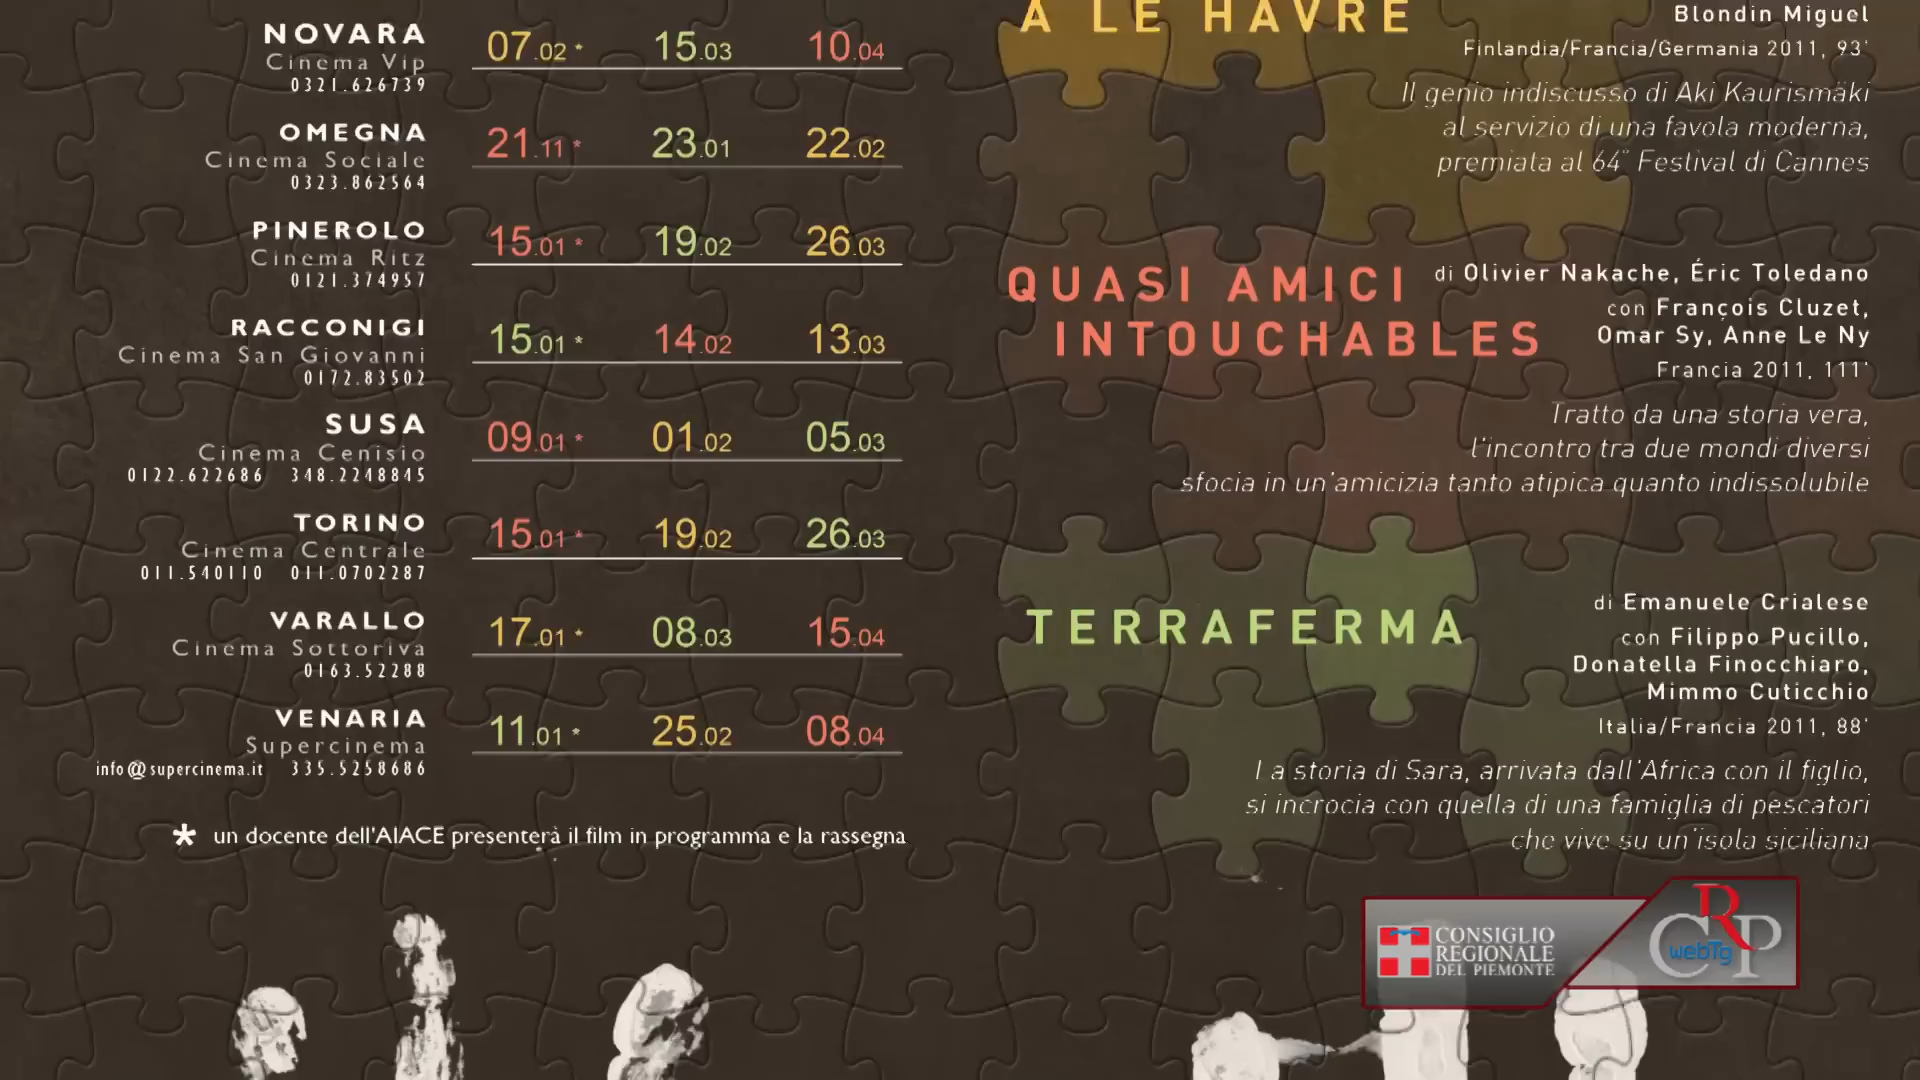 NOVARA
Cinema Vip
0321.626739
07.02 * 15.03 10.04
OMEGNA
Cinema Sociale
0323.862564
21.11 * 23.01 22.02
PINEROLO
Cinema Ritz
0121.374957
15.01 * 19.02 26.03
RACCONIGI
Cinema San Giovanni
0172.83502
15.01 * 14.02 13.03
SUSA
Cinema Cenisio
0122.622686 348.2248845
09.01 * 01.02 05.03
TORINO
Cinema Centrale
011.540110 011.0702287
15.01 * 19.02 26.03
VARALLO
Cinema Sottoriva
0163.52288
17.01 * 08.03 15.04
VENARIA
Supercinema
info@supercinema.it 335.5258686
11.01 * 25.02 08.04
* un docente dell'AIACE presenterà il film in programma e la rassegna
A LE HAVRE
Blondin Miguel
Finlandia/Francia/Germania 2011, 93'
Il genio indiscusso di Aki Kaurismaki
al servizio di una favola moderna,
premiata al 64° Festival di Cannes
QUASI AMICI
INTOUCHABLES
di Olivier Nakache, Éric Toledano
con François Cluzet,
Omar Sy, Anne Le Ny
Francia 2011, 111'
Tratto da una storia vera,
l'incontro tra due mondi diversi
sfocia in un'amicizia tanto atipica quanto indissolubile
TERRAFERMA
di Emanuele Crialese
con Filippo Pucillo,
Donatella Finocchiaro,
Mimmo Cuticchio
Italia/Francia 2011, 88'
La storia di Sara, arrivata dall'Africa con il figlio,
si incrocia con quella di una famiglia di pescatori
che vive su un'isola siciliana
CONSIGLIO
REGIONALE
DEL PIEMONTE
CRP
webTg